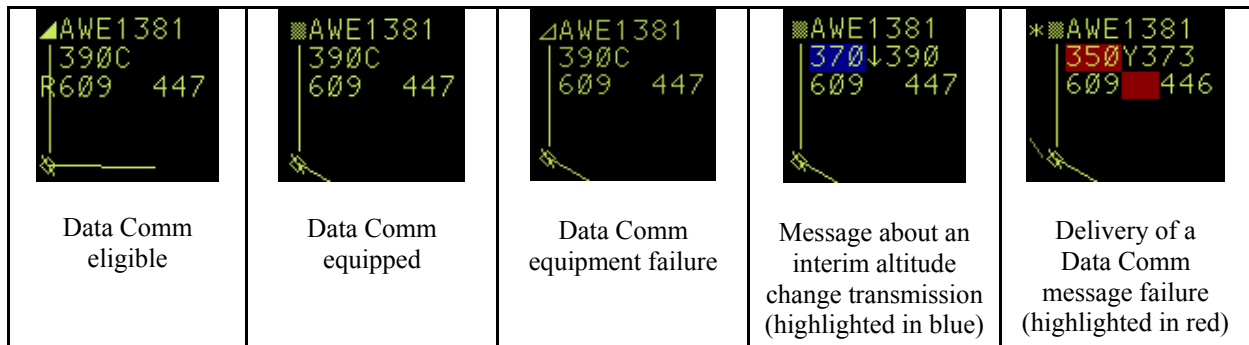 ◢AWE1381
390C
R609 447
Data Comm
eligible
▒AWE1381
390C
609 447
Data Comm
equipped
⊿AWE1381
390C
609 447
Data Comm
equipment failure
▒AWE1381
370↓390
609 447
Message about an
interim altitude
change transmission
(highlighted in blue)
*▒AWE1381
350Y373
609 446
Delivery of a
Data Comm
message failure
(highlighted in red)